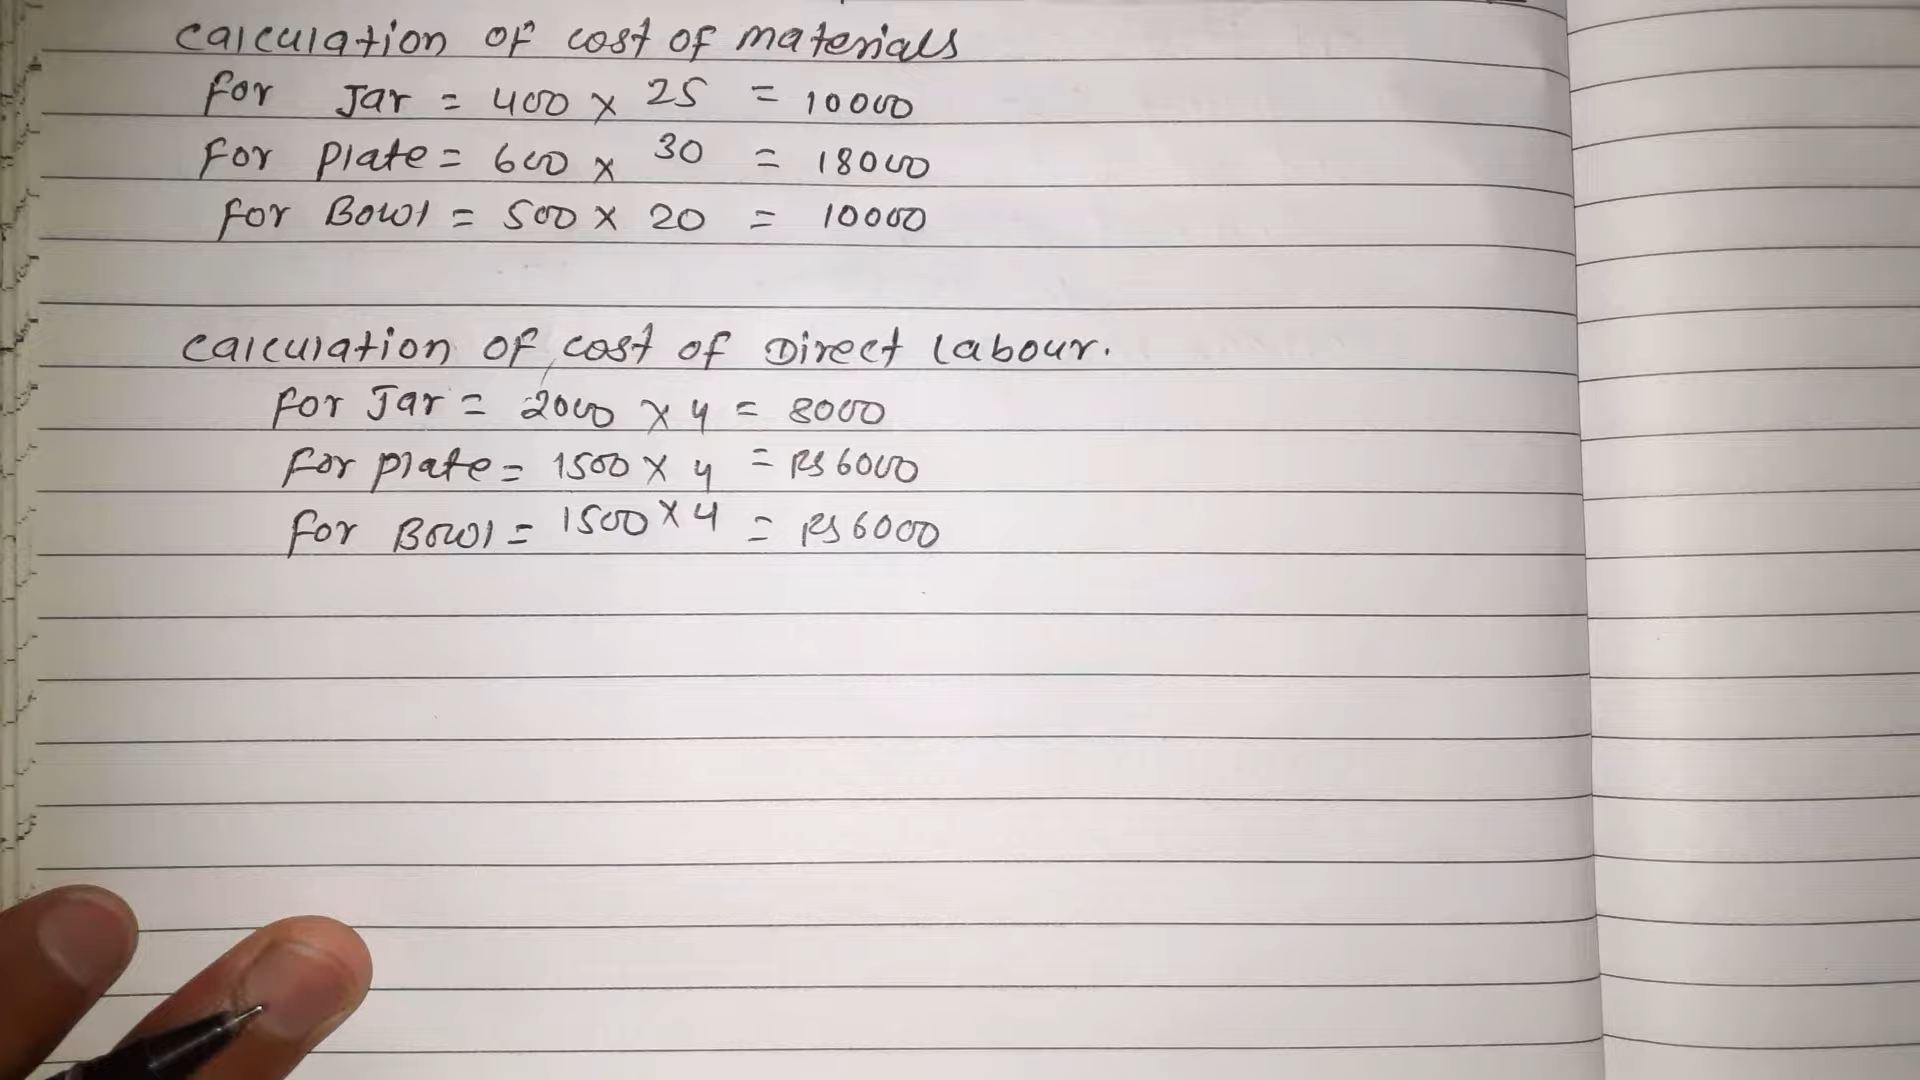 Calculation of cost of materials
For Jar = 400 x 25 = 10000
For plate = 600 x 30 = 18000
For Bowl = 500 x 20 = 10000
Calculation of cost of Direct Labour.
For Jar = 2000 x 4 = 8000
For plate = 1500 x 4 = Rs 6000
For Bowl = 1500 x 4 = Rs 6000